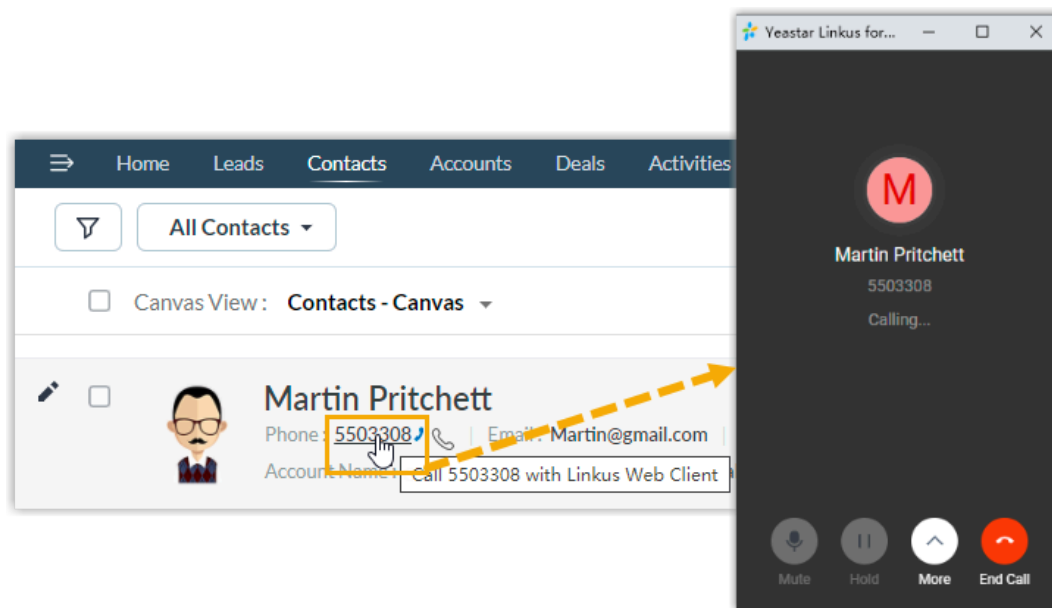 Yeastar Linkus for...
Home Leads Contacts Accounts Deals Activities
All Contacts
Canvas View : Contacts - Canvas
Martin Pritchett
Phone : 5503308 Email : Martin@gmail.com
Account Name :
Call 5503308 with Linkus Web Client
M
Martin Pritchett
5503308
Calling...
Mute Hold More End Call